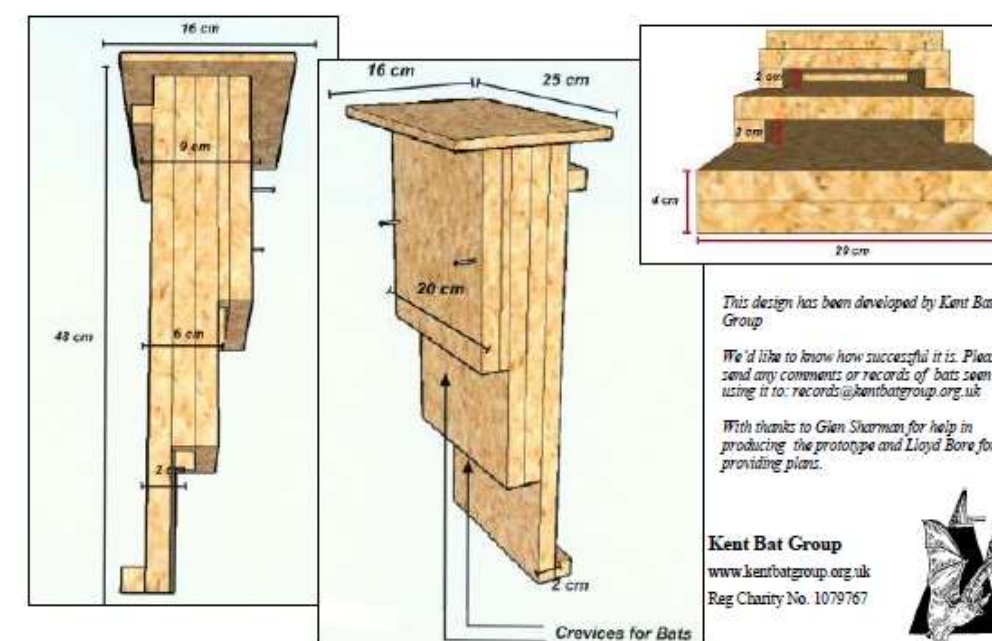 16 cm
9 cm
48 cm
6 cm
2 cm
16 cm
25 cm
20 cm
2 cm
Crevices for Bats
2 cm
2 cm
4 cm
20 cm
This design has been developed by Kent Bat
Group
We'd like to know how successful it is. Pleas
send any comments or records of bats seen
using it to: records@kentbatgroup.org.uk
With thanks to Glen Sharman for help in
producing the prototype and Lloyd Bore for
providing plans.
Kent Bat Group
www.kentbatgroup.org.uk
Reg Charity No. 1079767